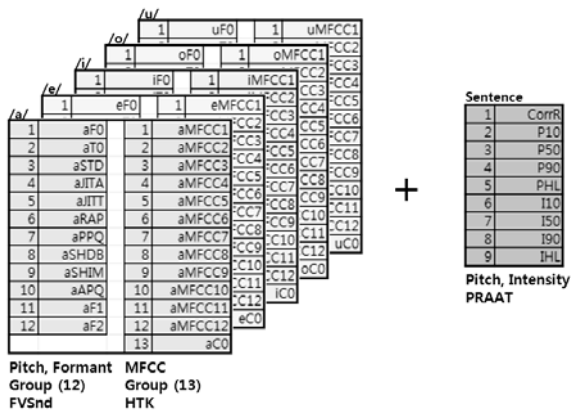 /u/
1 uF0 1 uMFCC1
/o/
1 oF0 1 oMFCC1
/i/
1 iF0 1 iMFCC1
/e/
1 eF0 1 eMFCC1
/a/
1 aF0 1 aMFCC1
2 aT0 2 aMFCC2
3 aSTD 3 aMFCC3
4 aJITA 4 aMFCC4
5 aJITT 5 aMFCC5
6 aRAP 6 aMFCC6
7 aPPQ 7 aMFCC7
8 aSHDB 8 aMFCC8
9 aSHIM 9 aMFCC9
10 aAPQ 10 aMFCC10
11 aF1 11 aMFCC11
12 aF2 12 aMFCC12
13 aC0
eC0
iC0
oC0
uC0
Pitch, Formant
Group (12)
FVSnd
MFCC
Group (13)
HTK
+
Sentence
1 CorrR
2 P10
3 P50
4 P90
5 PHL
6 I10
7 I50
8 I90
9 IHL
Pitch, Intensity
PRAAT